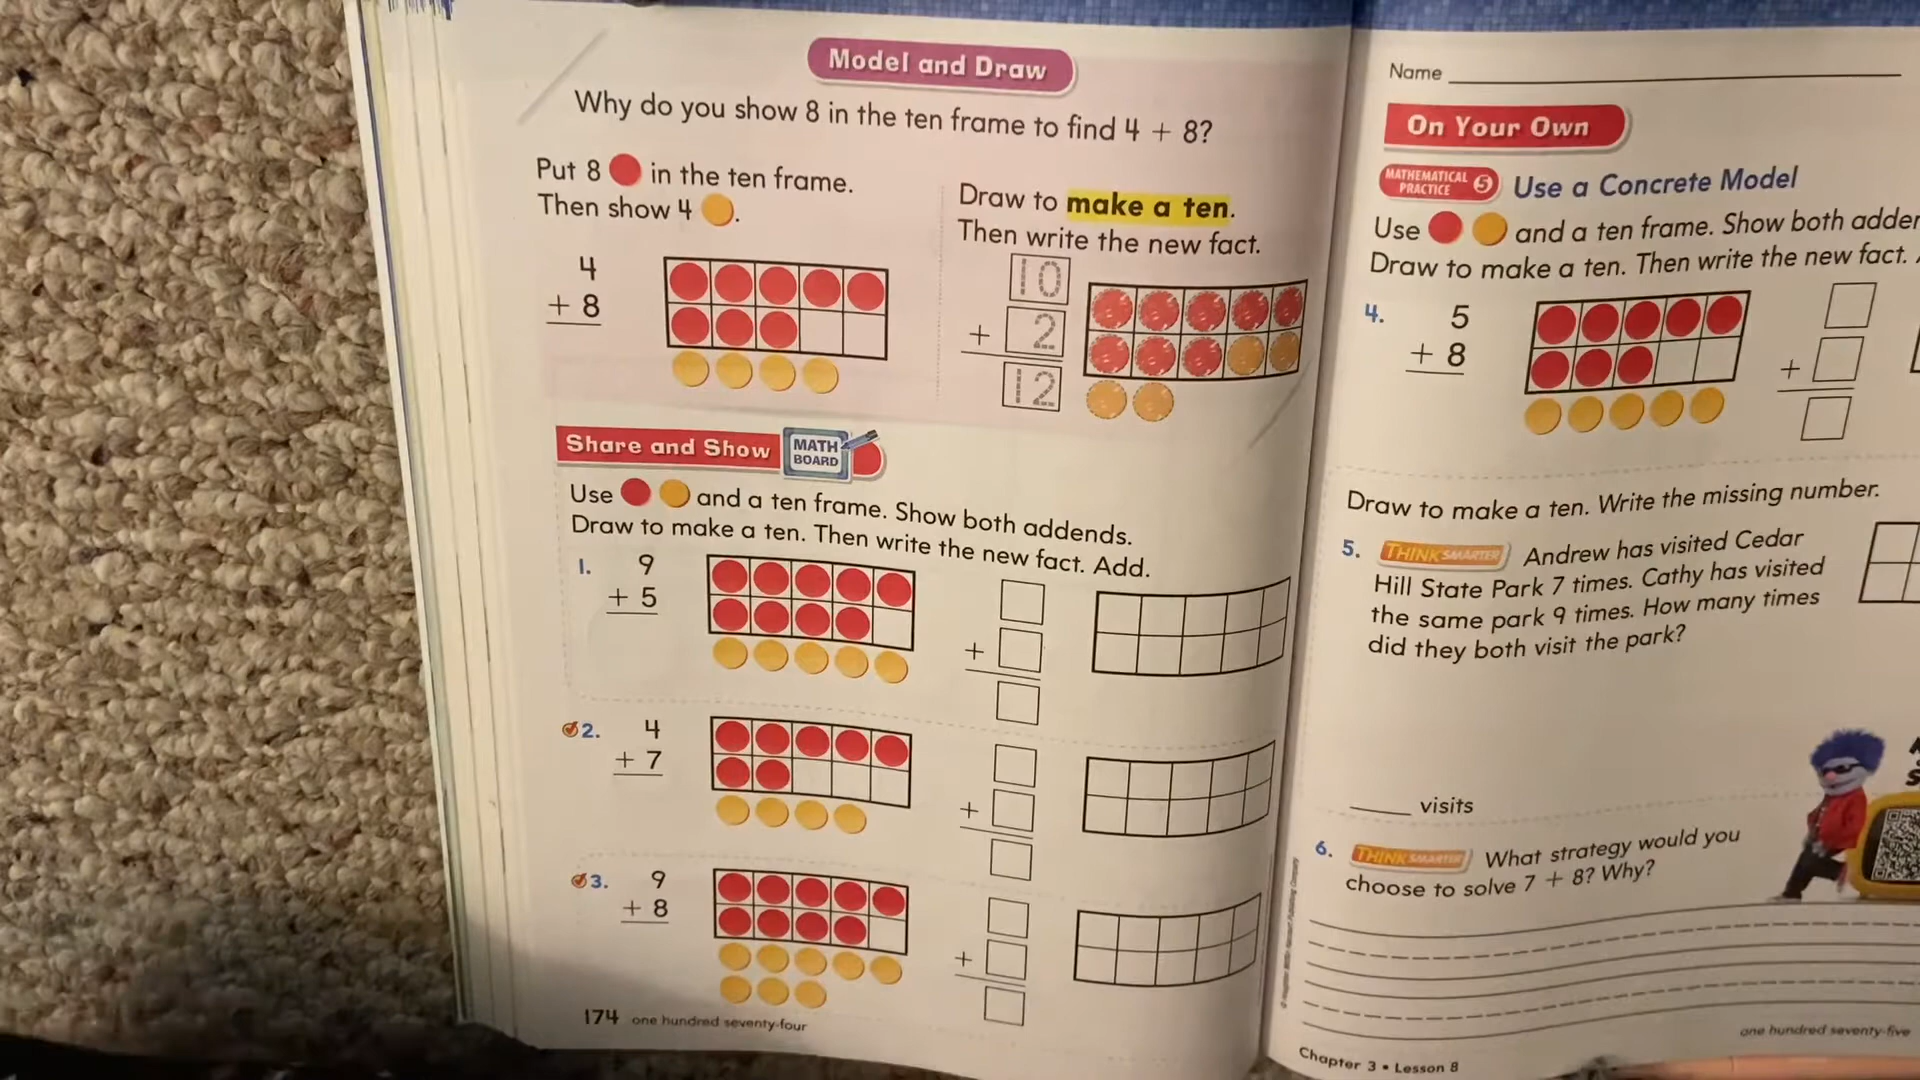 Model and Draw
Why do you show 8 in the ten frame to find 4 + 8?
Put 8 in the ten frame.
Then show 4 .
4
+ 8
Draw to make a ten.
Then write the new fact.
10
+ 2
12
Share and Show
MATH
BOARD
Use and a ten frame. Show both addends.
Draw to make a ten. Then write the new fact. Add.
1. 9
+ 5
+
2. 4
+ 7
+
3. 9
+ 8
+
174 one hundred seventy-four
Name
On Your Own
MATHEMATICAL
PRACTICE 5
Use a Concrete Model
Use and a ten frame. Show both
Draw to make a ten. Then write the new fact.
4. 5
+ 8
+
Draw to make a ten. Write the missing number.
5. THINK SMARTER Andrew has visited Cedar
Hill State Park 7 times. Cathy has visited
the same park 9 times. How many times
did they both visit the park?
visits
6. THINK SMARTER What strategy would you
choose to solve 7 + 8? Why?
Chapter 3 • Lesson 8
one hundred seventy-five